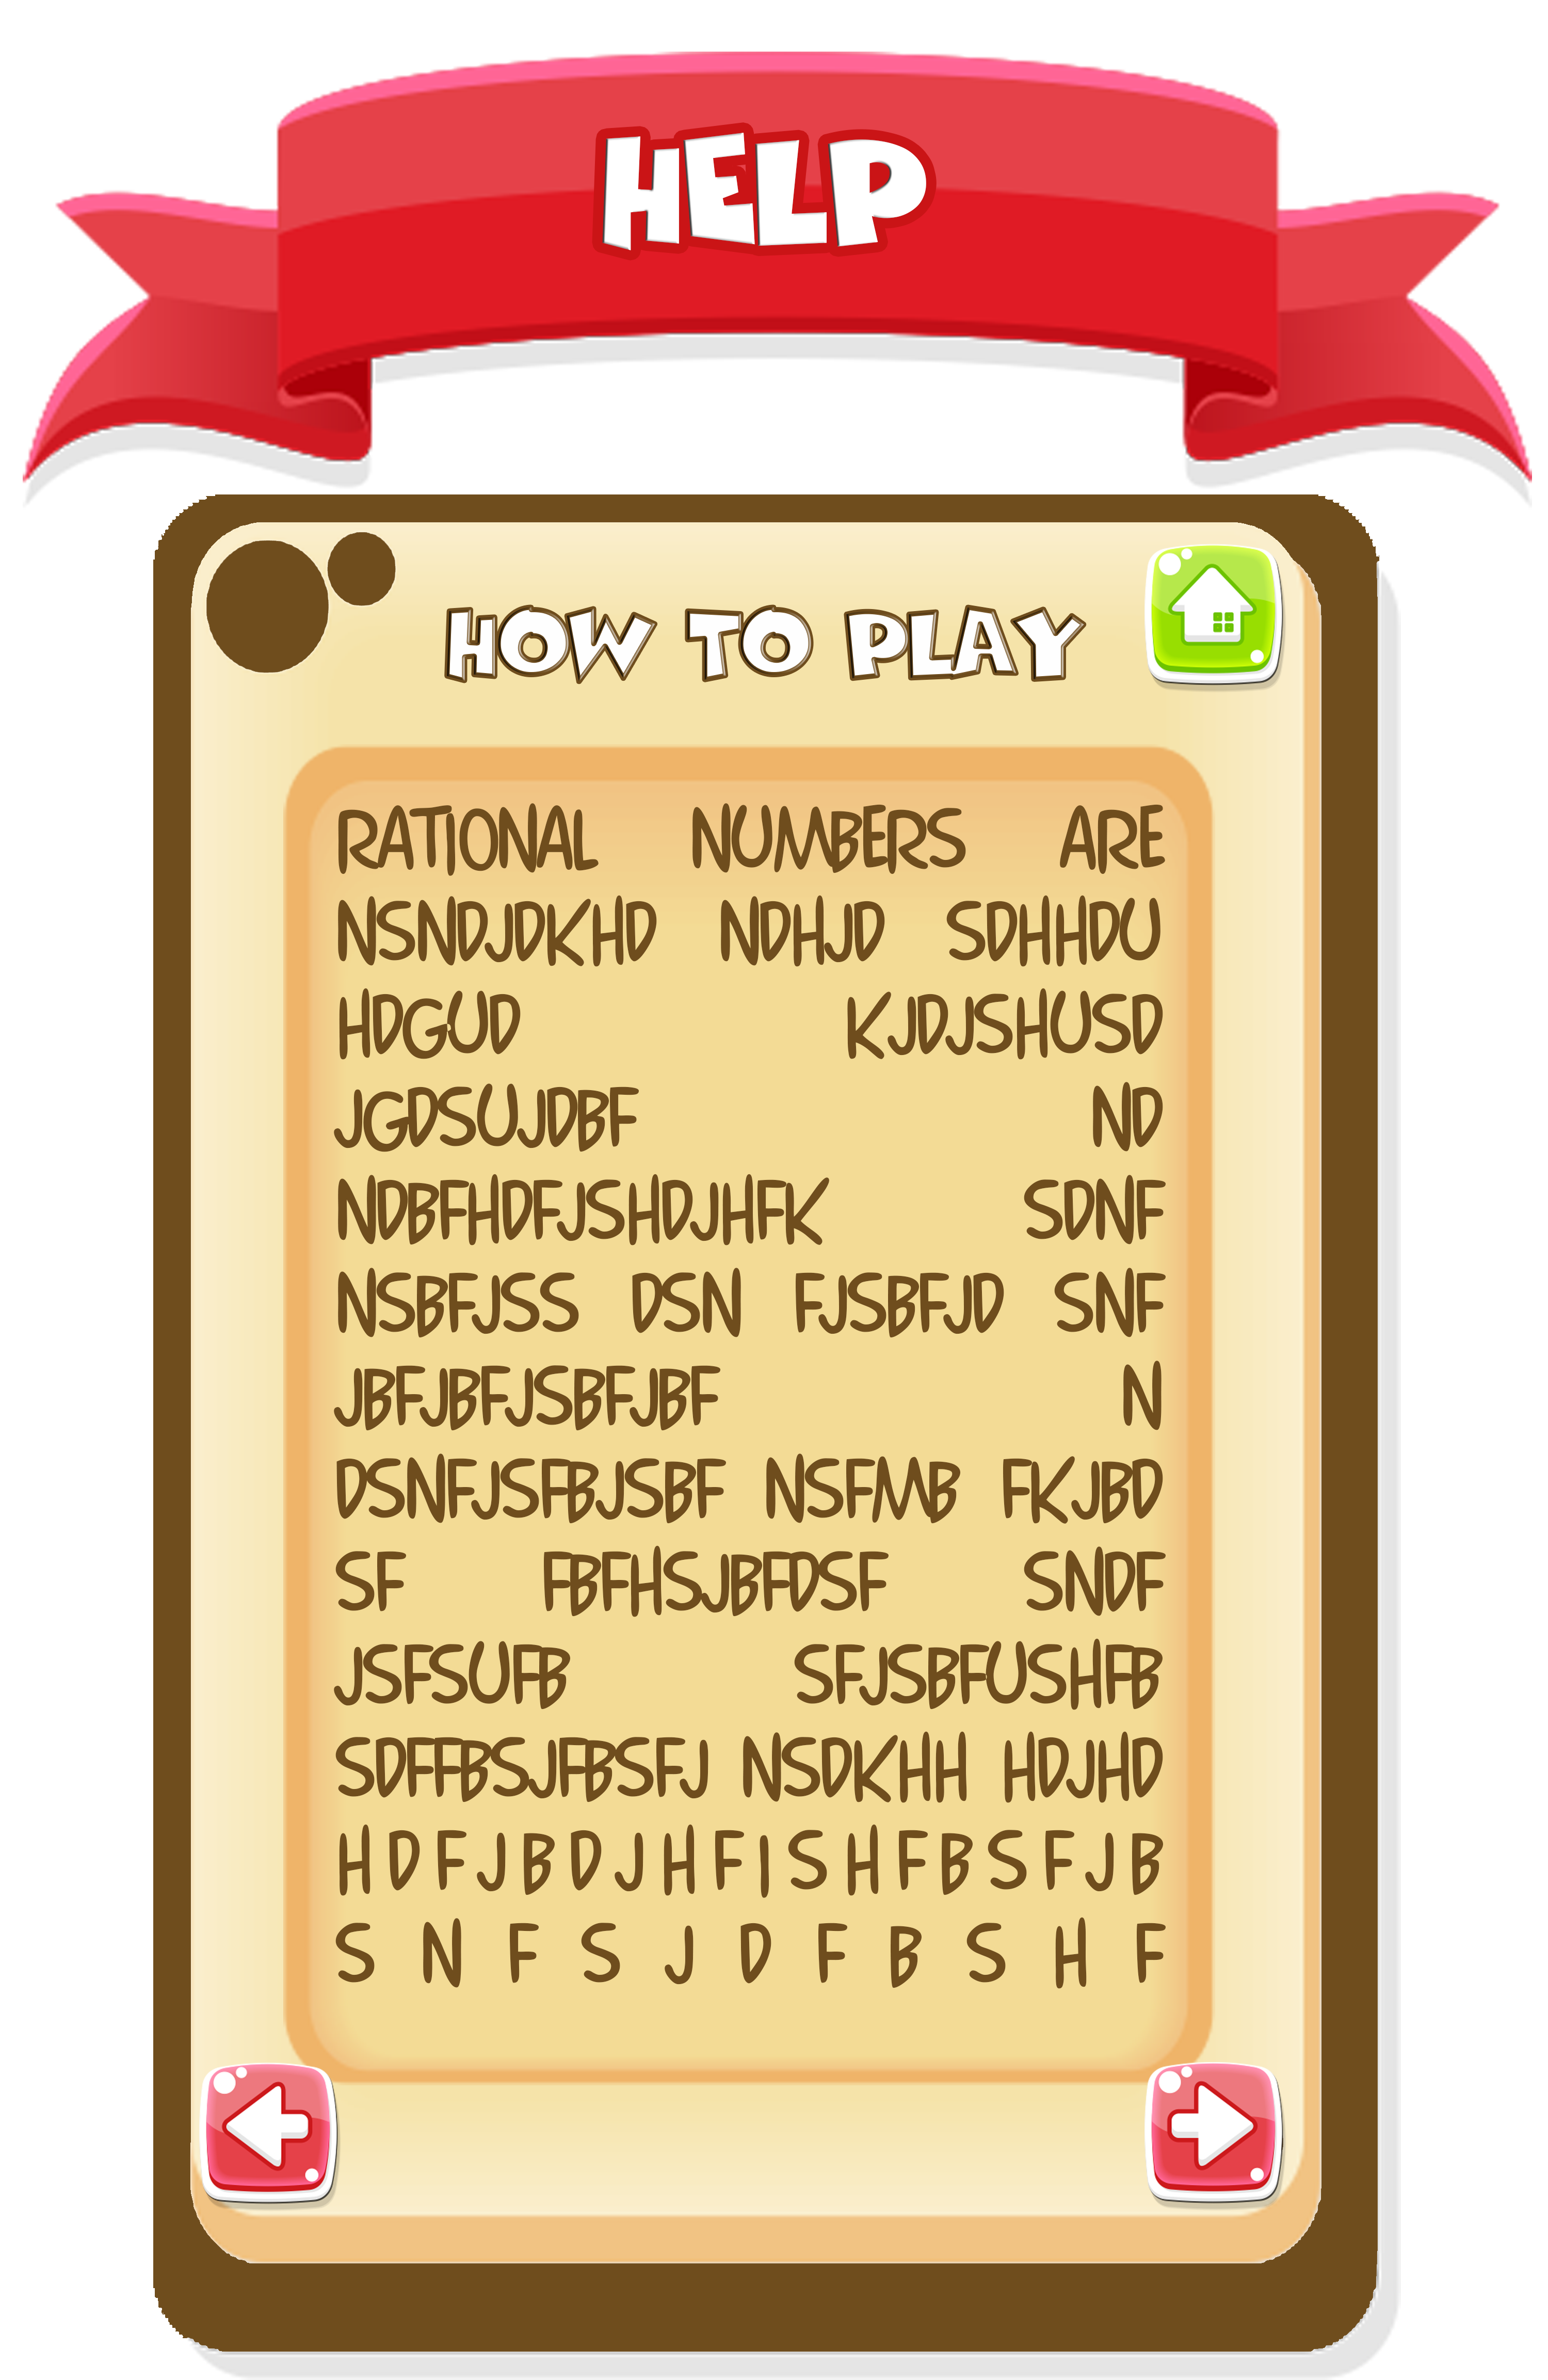 HELP
HOW TO PLAY
RATIONAL NUMBERS ARE
NSNDJDKHD NDHJD SDHHDU
HDGUD KJDJSHUSD
JGDSUJDBF ND
NDBFHDFJSHDJHFK SDNF
NSBFJSS DSN FJSBFJD SNF
JBFJBFJSBFJBF N
DSNFJSFBJSBF NSFMB FKJBD
SF FBFHSJBFDSF SNDF
JSFSUFB SFJSBFUSHFB
SDFFBSJFBSFJ NSDKHH HDJHD
HDFJBDJHFISHFBSFJB
SNFSJDFBSHF